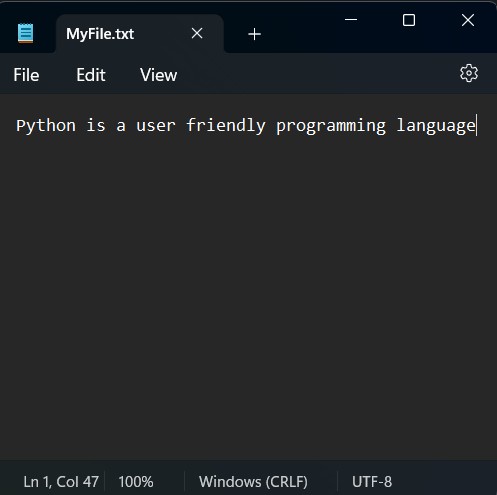 MyFile.txt
File Edit View
Python is a user friendly programming language
Ln 1, Col 47 100% Windows (CRLF) UTF-8